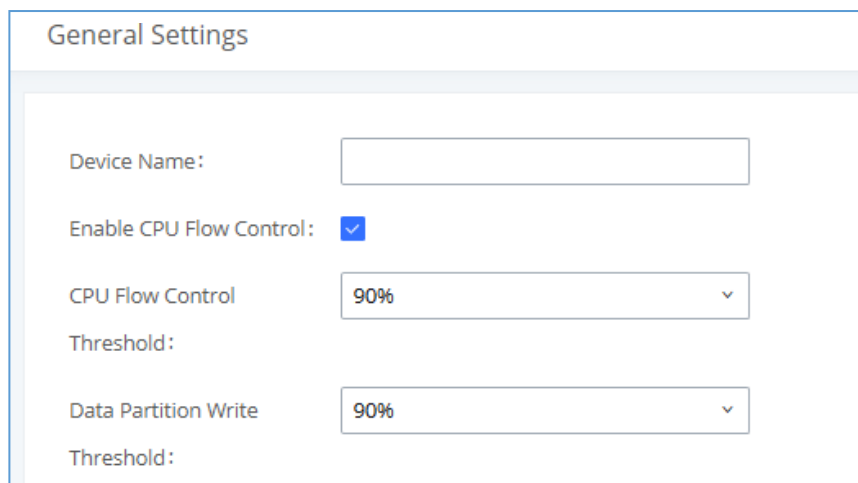 General Settings
Device Name:
Enable CPU Flow Control:
CPU Flow Control
90%
Threshold:
Data Partition Write
90%
Threshold: